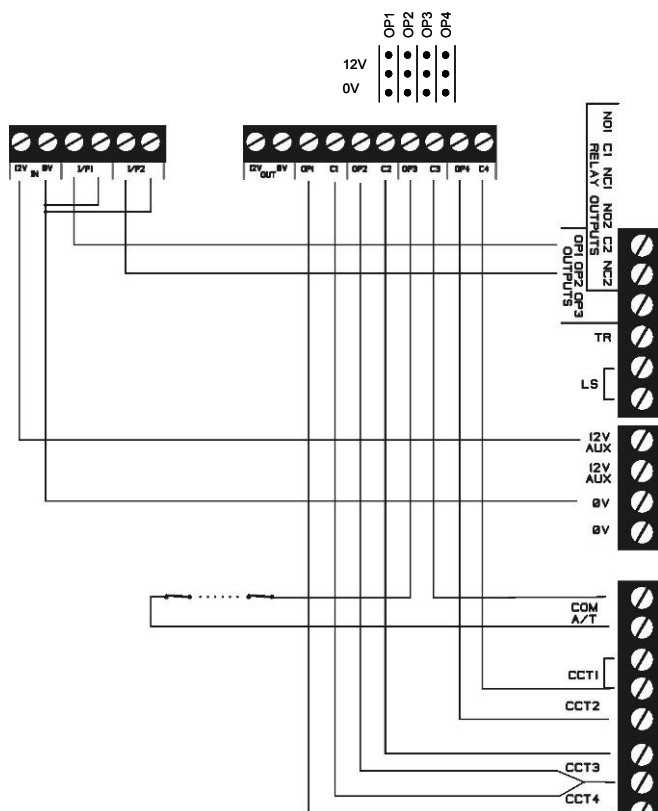 OP1 OP2 OP3 OP4
12V
0V
12V 0V I/P1 I/P2
IN
12V 0V OP1 C1 OP2 C2 OP3 C3 OP4 C4
OUT
NO1 C1 NC1 NO2 C2 NC2
RELAY OUTPUTS
OP1 OP2 OP3
OUTPUTS
TR
LS
12V
AUX
12V
AUX
0V
0V
COM
A/T
CCT1
CCT2
CCT3
CCT4